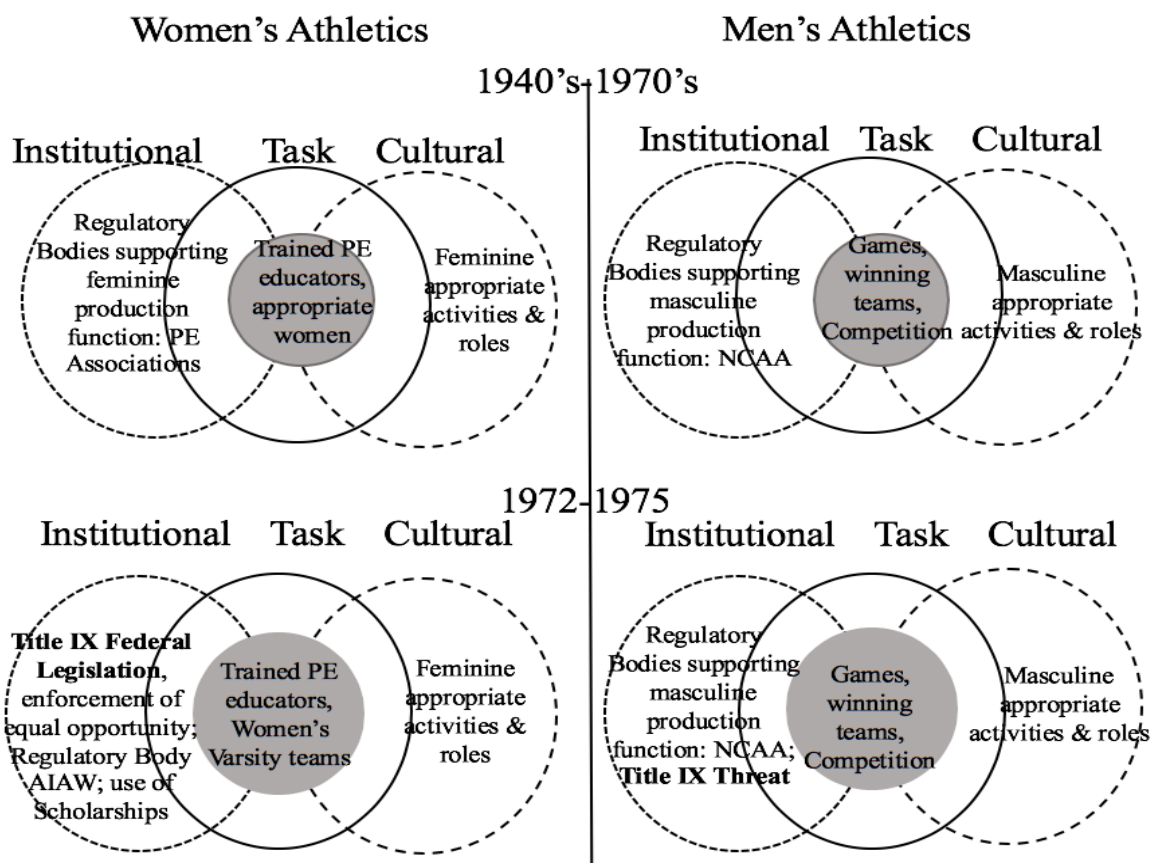 Women's Athletics
Men's Athletics
1940's-1970's
Institutional
Task
Cultural
Regulatory
Bodies supporting
feminine
production
function: PE
Associations
Trained PE
educators,
appropriate
women
Feminine
appropriate
activities &
roles
Institutional
Task
Cultural
Regulatory
Bodies supporting
masculine
production
function: NCAA
Games,
winning
teams,
Competition
Masculine
appropriate
activities & roles
1972-1975
Institutional
Task
Cultural
Title IX Federal
Legislation,
enforcement of
equal opportunity;
Regulatory Body
AIAW; use of
Scholarships
Trained PE
educators,
Women's
Varsity teams
Feminine
appropriate
activities &
roles
Institutional
Task
Cultural
Regulatory
Bodies supporting
masculine
production
function: NCAA;
Title IX Threat
Games,
winning
teams,
Competition
Masculine
appropriate
activities & roles